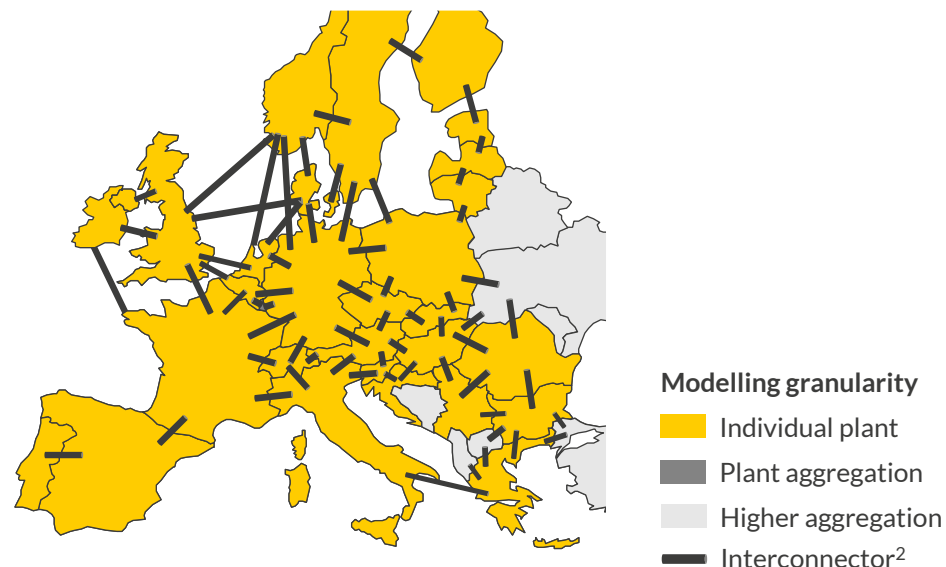 Modelling granularity
Individual plant
Plant aggregation
Higher aggregation
Interconnector²